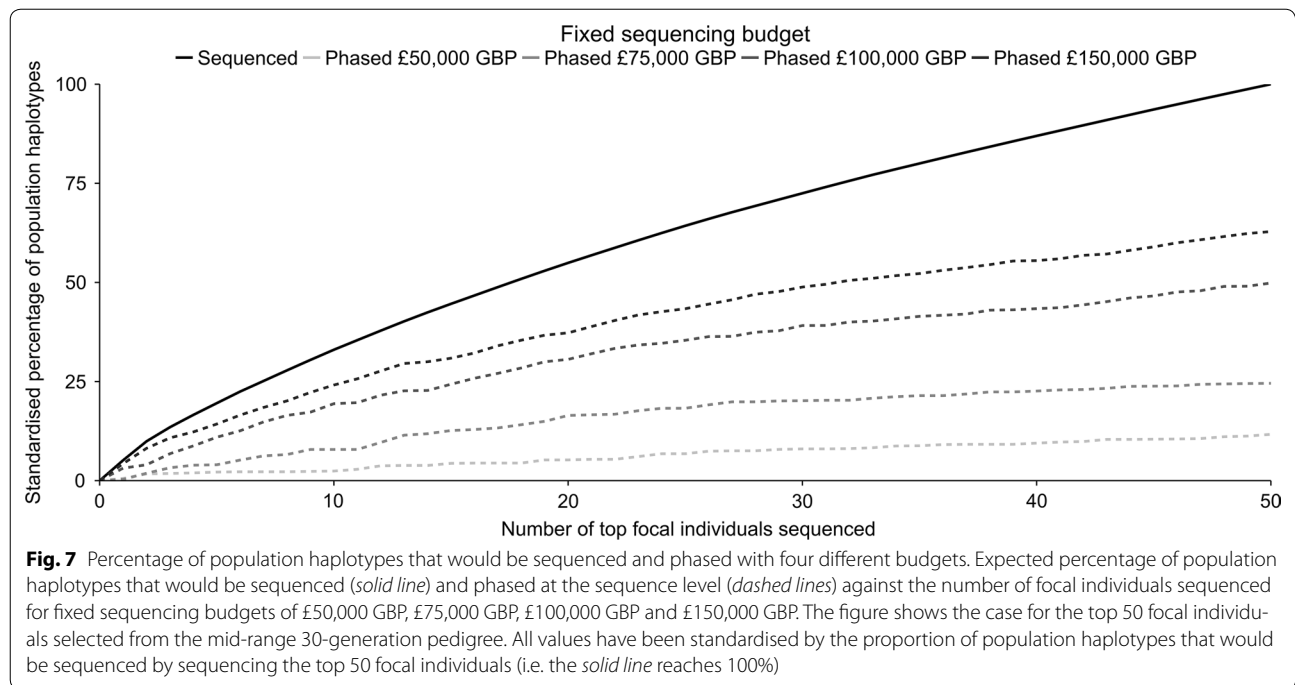 Fixed sequencing budget
Sequenced Phased £50,000 GBP Phased £75,000 GBP Phased £100,000 GBP Phased £150,000 GBP
Standardised percentage of population haplotypes
100
75
50
25
0
0 10 20 30 40 50
Number of top focal individuals sequenced
Fig. 7 Percentage of population haplotypes that would be sequenced and phased with four different budgets. Expected percentage of population
haplotypes that would be sequenced (solid line) and phased at the sequence level (dashed lines) against the number of focal individuals sequenced
for fixed sequencing budgets of £50,000 GBP, £75,000 GBP, £100,000 GBP and £150,000 GBP. The figure shows the case for the top 50 focal individu-
als selected from the mid-range 30-generation pedigree. All values have been standardised by the proportion of population haplotypes that would
be sequenced by sequencing the top 50 focal individuals (i.e. the solid line reaches 100%)